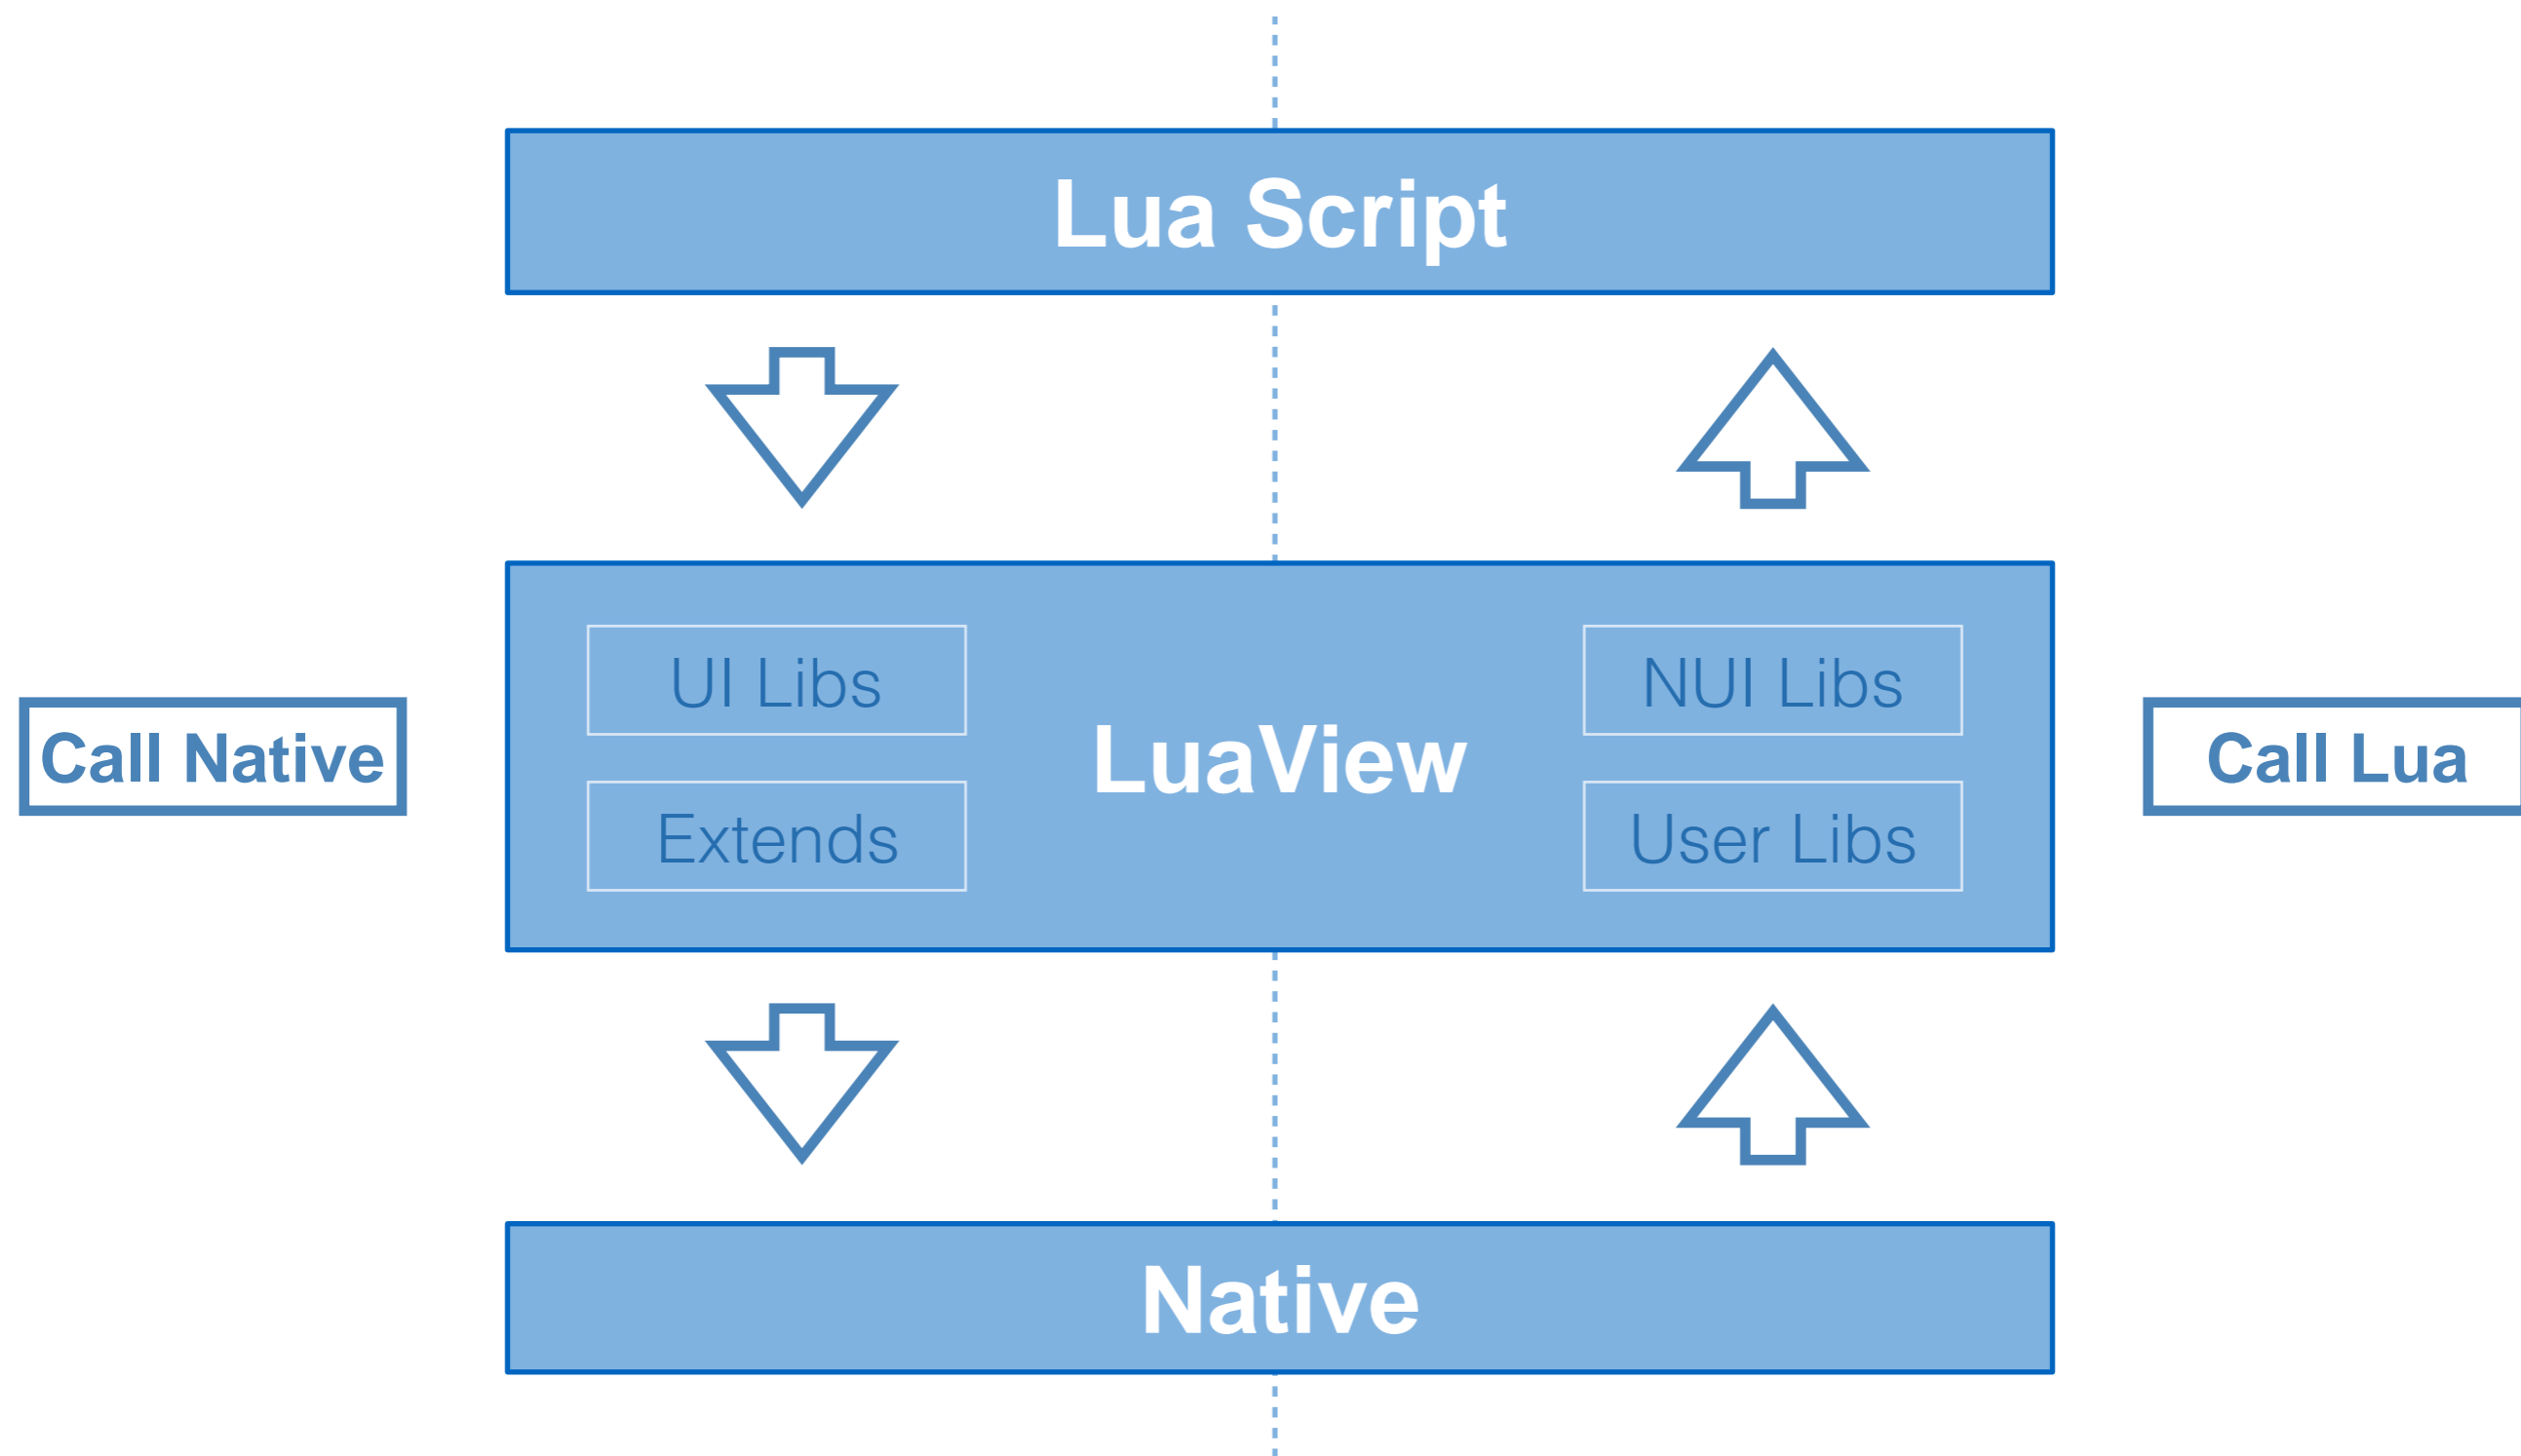 Lua Script
UI Libs
NUI Libs
Call Native
LuaView
Call Lua
Extends
User Libs
Native